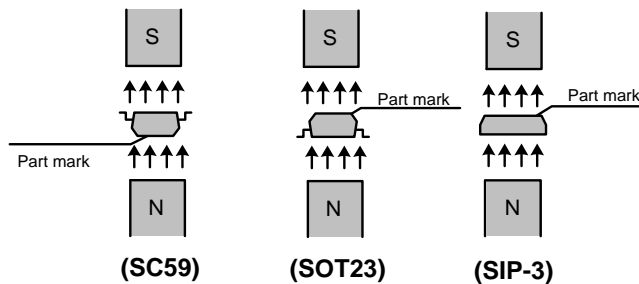 S S S
Part mark Part mark
Part mark
N N N
(SC59) (SOT23) (SIP-3)